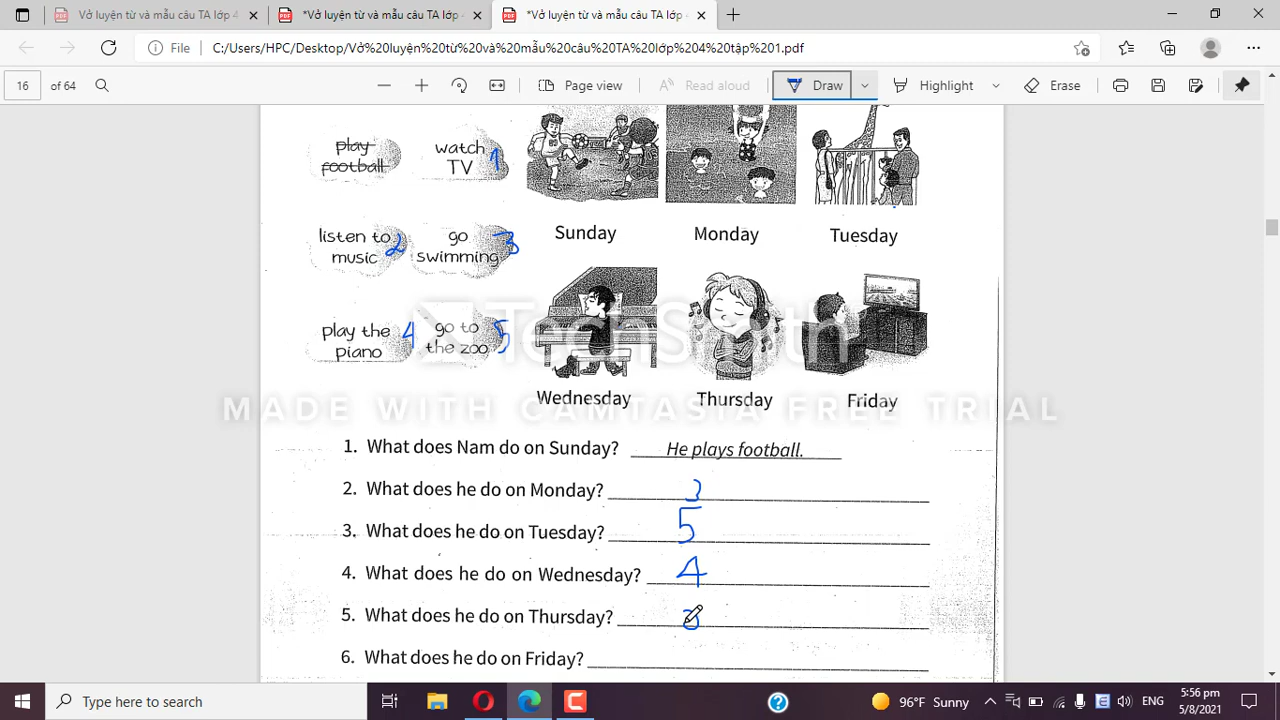 *Vở luyện từ và mẫu câu TA lớp
*Vở luyện từ và mẫu câu TA lớp
*Vở luyện từ và mẫu câu TA lớp
File
C:/Users/HPC/Desktop/Vở%20luyện%20từ%20và%20mẫu%20câu%20TA%20lớp%204%20tập%201.pdf
16 of 64
Page view
Read aloud
Draw
Highlight
Erase
play football
watch TV 1
Sunday Monday Tuesday
listen to music 2
go swimming 3
play the piano 4
go to the zoo 5
Wednesday Thursday Friday
MADE WITH CAMTASIA FREE TRIAL
1. What does Nam do on Sunday? He plays football.
2. What does he do on Monday? 3
3. What does he do on Tuesday? 5
4. What does he do on Wednesday? 4
5. What does he do on Thursday?
6. What does he do on Friday?
Type here to search
96°F Sunny
ENG
5:56 pm
5/8/2021